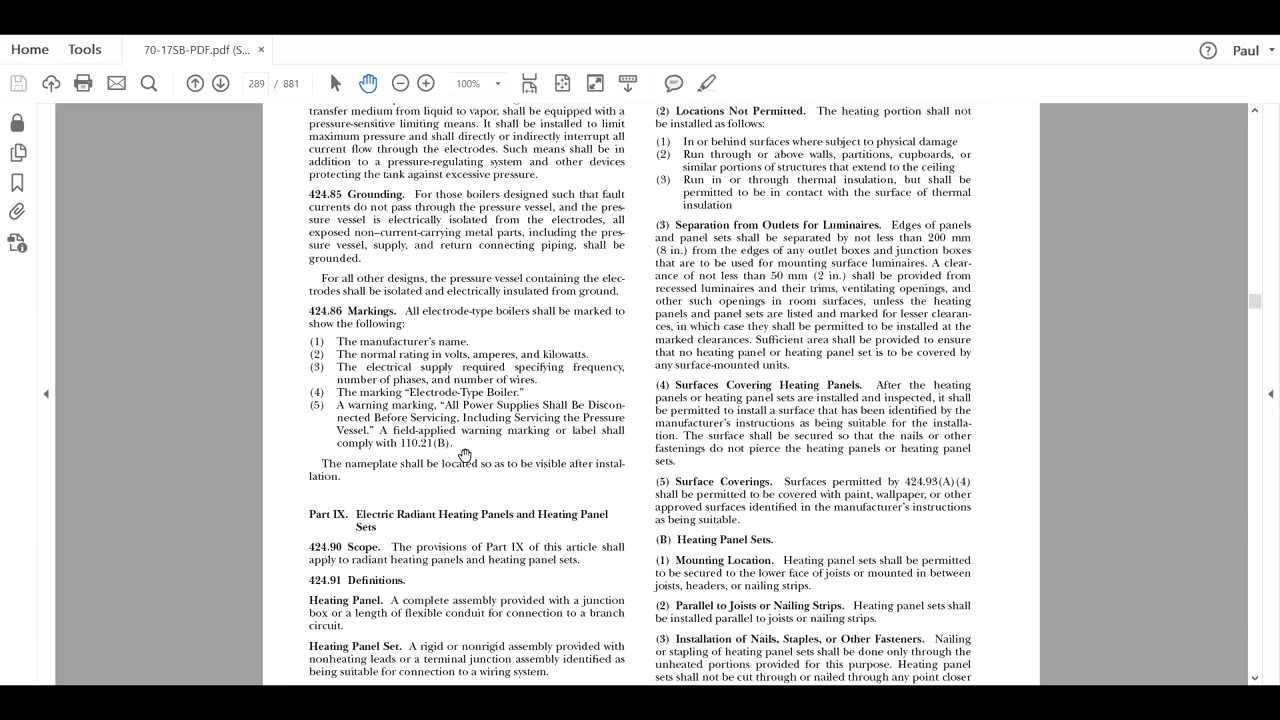 Home Tools 70-17SB-PDF.pdf (S... × Paul
289 / 881 100%
transfer medium from liquid to vapor, shall be equipped with a
pressure-sensitive limiting means. It shall be installed to limit
maximum pressure and shall directly or indirectly interrupt all
current flow through the electrodes. Such means shall be in
addition to a pressure-regulating system and other devices
protecting the tank against excessive pressure.
424.85 Grounding. For those boilers designed such that fault
currents do not pass through the pressure vessel, and the pres-
sure vessel is electrically isolated from the electrodes, all
exposed non–current-carrying metal parts, including the pres-
sure vessel, supply, and return connecting piping, shall be
grounded.
For all other designs, the pressure vessel containing the elec-
trodes shall be isolated and electrically insulated from ground.
424.86 Markings. All electrode-type boilers shall be marked to
show the following:
(1) The manufacturer's name.
(2) The normal rating in volts, amperes, and kilowatts.
(3) The electrical supply required specifying frequency,
number of phases, and number of wires.
(4) The marking “Electrode-Type Boiler.”
(5) A warning marking, “All Power Supplies Shall Be Discon-
nected Before Servicing, Including Servicing the Pressure
Vessel.” A field-applied warning marking or label shall
comply with 110.21(B).
The nameplate shall be located so as to be visible after instal-
lation.
Part IX. Electric Radiant Heating Panels and Heating Panel
Sets
424.90 Scope. The provisions of Part IX of this article shall
apply to radiant heating panels and heating panel sets.
424.91 Definitions.
Heating Panel. A complete assembly provided with a junction
box or a length of flexible conduit for connection to a branch
circuit.
Heating Panel Set. A rigid or nonrigid assembly provided with
nonheating leads or a terminal junction assembly identified as
being suitable for connection to a wiring system.
(2) Locations Not Permitted. The heating portion shall not
be installed as follows:
(1) In or behind surfaces where subject to physical damage
(2) Run through or above walls, partitions, cupboards, or
similar portions of structures that extend to the ceiling
(3) Run in or through thermal insulation, but shall be
permitted to be in contact with the surface of thermal
insulation
(3) Separation from Outlets for Luminaires. Edges of panels
and panel sets shall be separated by not less than 200 mm
(8 in.) from the edges of any outlet boxes and junction boxes
that are to be used for mounting surface luminaires. A clear-
ance of not less than 50 mm (2 in.) shall be provided from
recessed luminaires and their trims, ventilating openings, and
other such openings in room surfaces, unless the heating
panels and panel sets are listed and marked for lesser clearan-
ces, in which case they shall be permitted to be installed at the
marked clearances. Sufficient area shall be provided to ensure
that no heating panel or heating panel set is to be covered by
any surface-mounted units.
(4) Surfaces Covering Heating Panels. After the heating
panels or heating panel sets are installed and inspected, it shall
be permitted to install a surface that has been identified by the
manufacturer's instructions as being suitable for the installa-
tion. The surface shall be secured so that the nails or other
fastenings do not pierce the heating panels or heating panel
sets.
(5) Surface Coverings. Surfaces permitted by 424.93(A)(4)
shall be permitted to be covered with paint, wallpaper, or other
approved surfaces identified in the manufacturer's instructions
as being suitable.
(B) Heating Panel Sets.
(1) Mounting Location. Heating panel sets shall be permitted
to be secured to the lower face of joists or mounted in between
joists, headers, or nailing strips.
(2) Parallel to Joists or Nailing Strips. Heating panel sets shall
be installed parallel to joists or nailing strips.
(3) Installation of Nails, Staples, or Other Fasteners. Nailing
or stapling of heating panel sets shall be done only through the
unheated portions provided for this purpose. Heating panel
sets shall not be cut through or nailed through any point closer